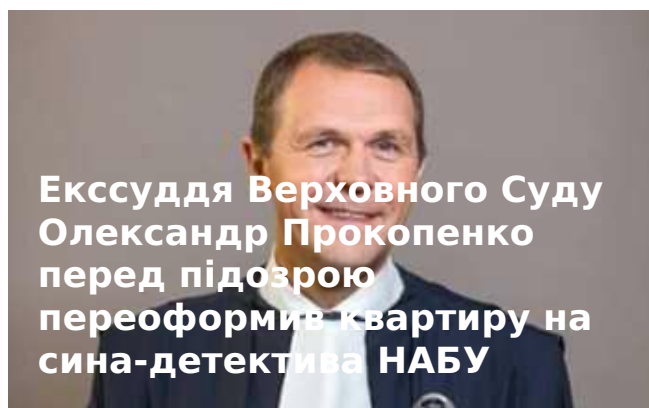 Екссуддя Верховного Суду
Олександр Прокопенко
перед підозрою
переоформив квартиру на
сина-детектива НАБУ